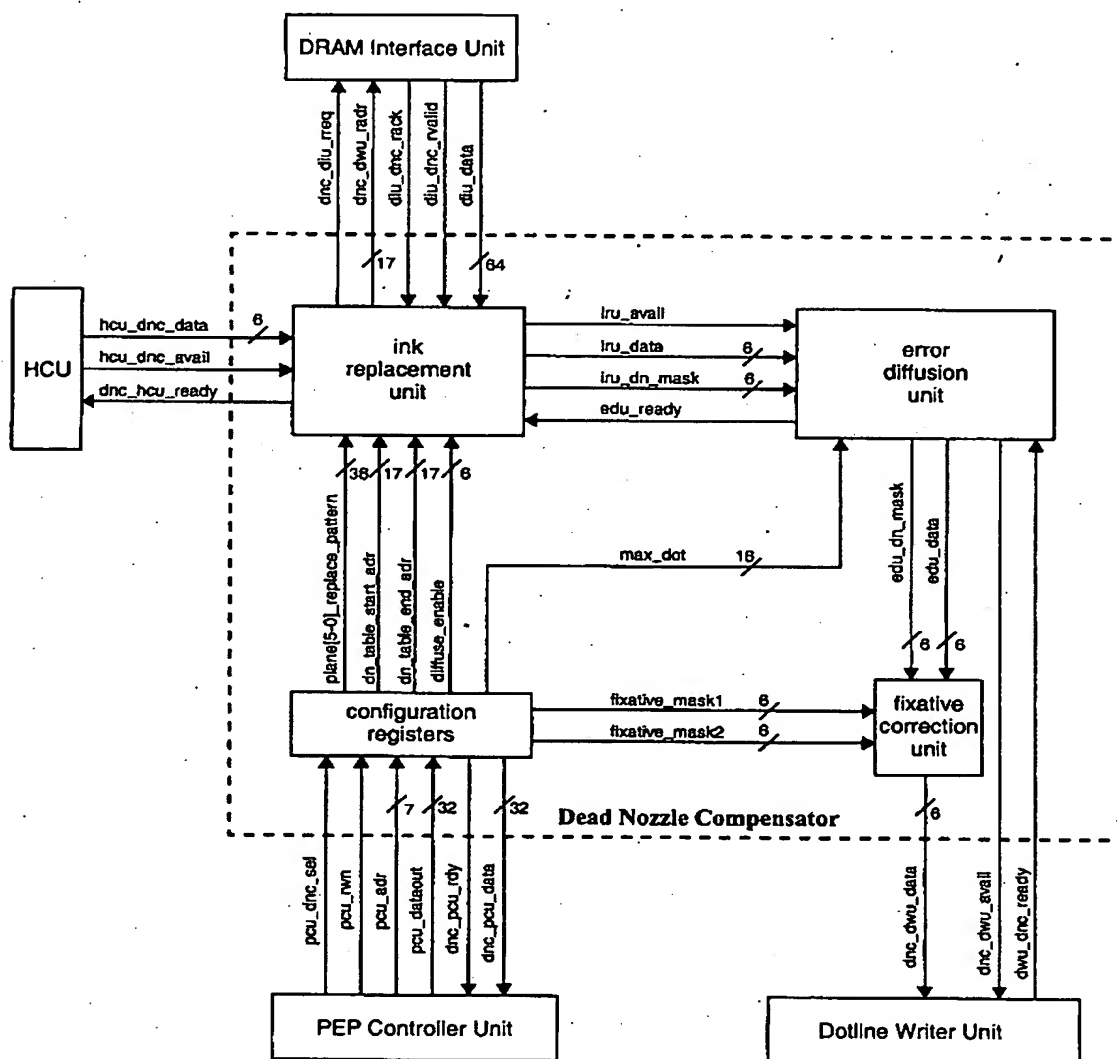 DRAM Interface Unit
dnc_diu_rreq
dnc_dwu_radr
diu_dnc_rack
diu_dnc_rvalid
diu_data
17
64
HCU
hcu_dnc_data
6
hcu_dnc_avail
dnc_hcu_ready
ink
replacement
unit
iru_avail
iru_data
6
iru_dn_mask
6
edu_ready
error
diffusion
unit
36
17
17
6
plane[5-0]_replace_pattern
dn_table_start_adr
dn_table_end_adr
diffuse_enable
max_dot
16
edu_dn_mask
edu_data
6
6
configuration
registers
fixative_mask1
6
fixative_mask2
6
fixative
correction
unit
7
32
32
6
Dead Nozzle Compensator
pcu_dnc_sel
pcu_rwn
pcu_adr
pcu_dataout
dnc_pcu_rdy
dnc_pcu_data
dnc_dwu_data
dnc_dwu_avail
dwu_dnc_ready
PEP Controller Unit
Dotline Writer Unit